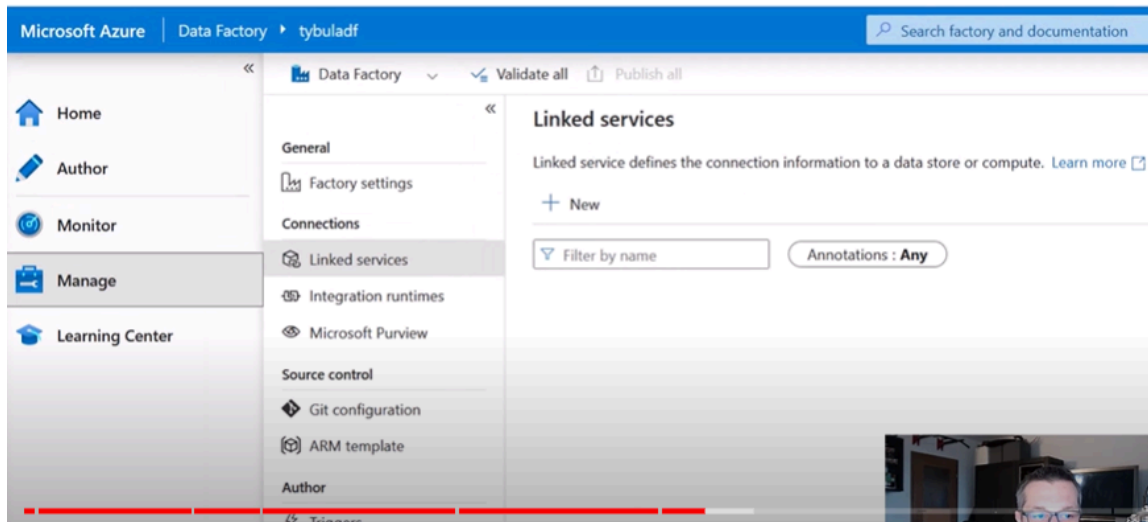 Microsoft Azure | Data Factory ▸ tybuladf
Search factory and documentation
«
Home
Author
Monitor
Manage
Learning Center
Data Factory
Validate all
Publish all
«
General
Factory settings
Connections
Linked services
Integration runtimes
Microsoft Purview
Source control
Git configuration
ARM template
Author
Triggers
Linked services
Linked service defines the connection information to a data store or compute. Learn more
+ New
Filter by name
Annotations : Any